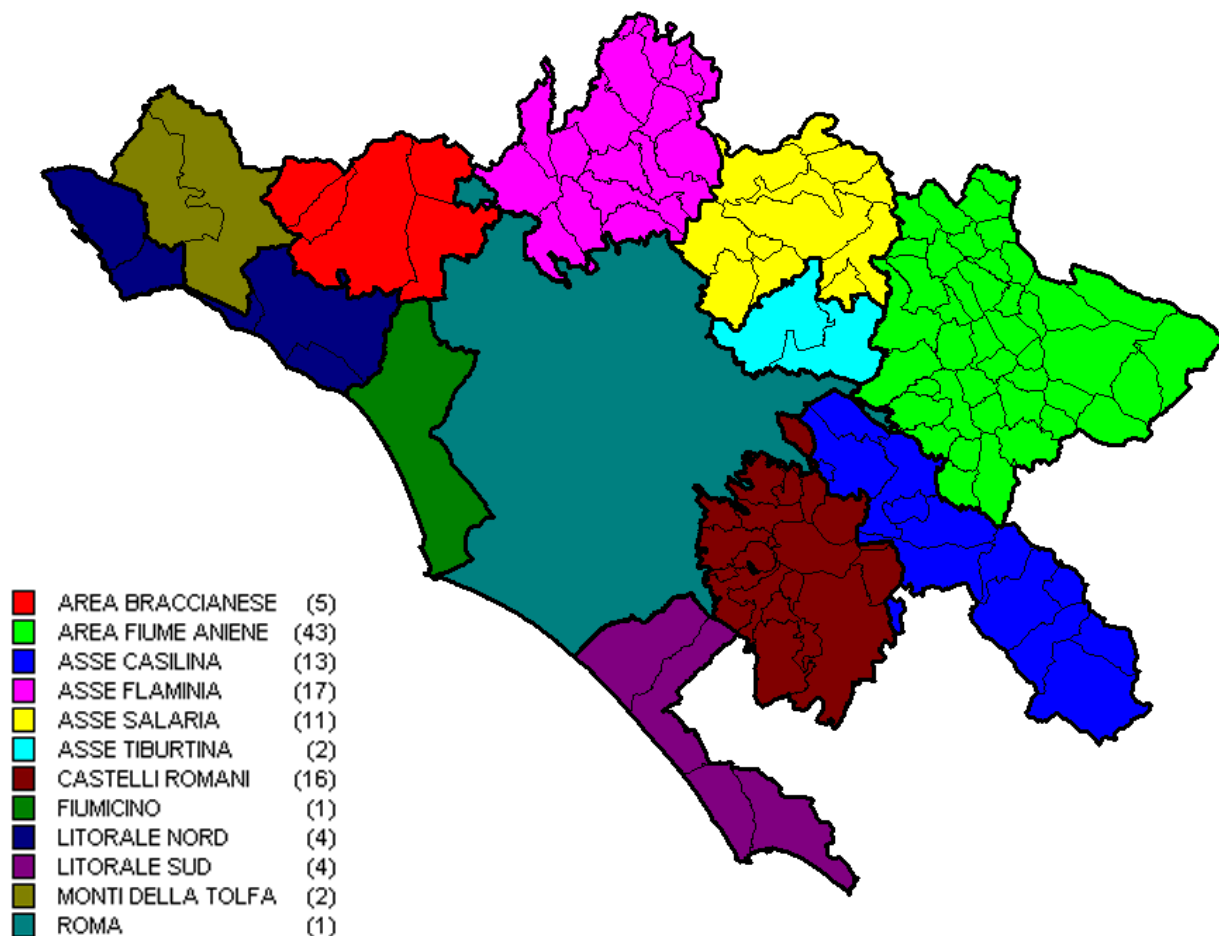 AREA BRACCIANESE (5)
AREA FIUME ANIENE (43)
ASSE CASILINA (13)
ASSE FLAMINIA (17)
ASSE SALARIA (11)
ASSE TIBURTINA (2)
CASTELLI ROMANI (16)
FIUMICINO (1)
LITORALE NORD (4)
LITORALE SUD (4)
MONTI DELLA TOLFA (2)
ROMA (1)